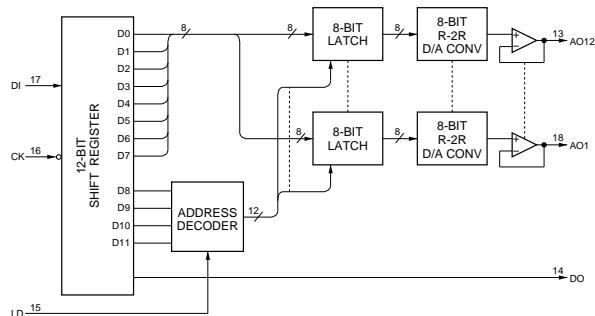 D0
D1
D2
D3
D4
D5
D6
D7
D8
D9
D10
D11
12-BIT
SHIFT REGISTER
DI
17
CK
16
LD
15
ADDRESS
DECODER
12
8
8
8-BIT
LATCH
8
8-BIT
R-2R
D/A CONV
+
−
13
AO12
8
8-BIT
LATCH
8
8-BIT
R-2R
D/A CONV
+
−
18
AO1
14
DO